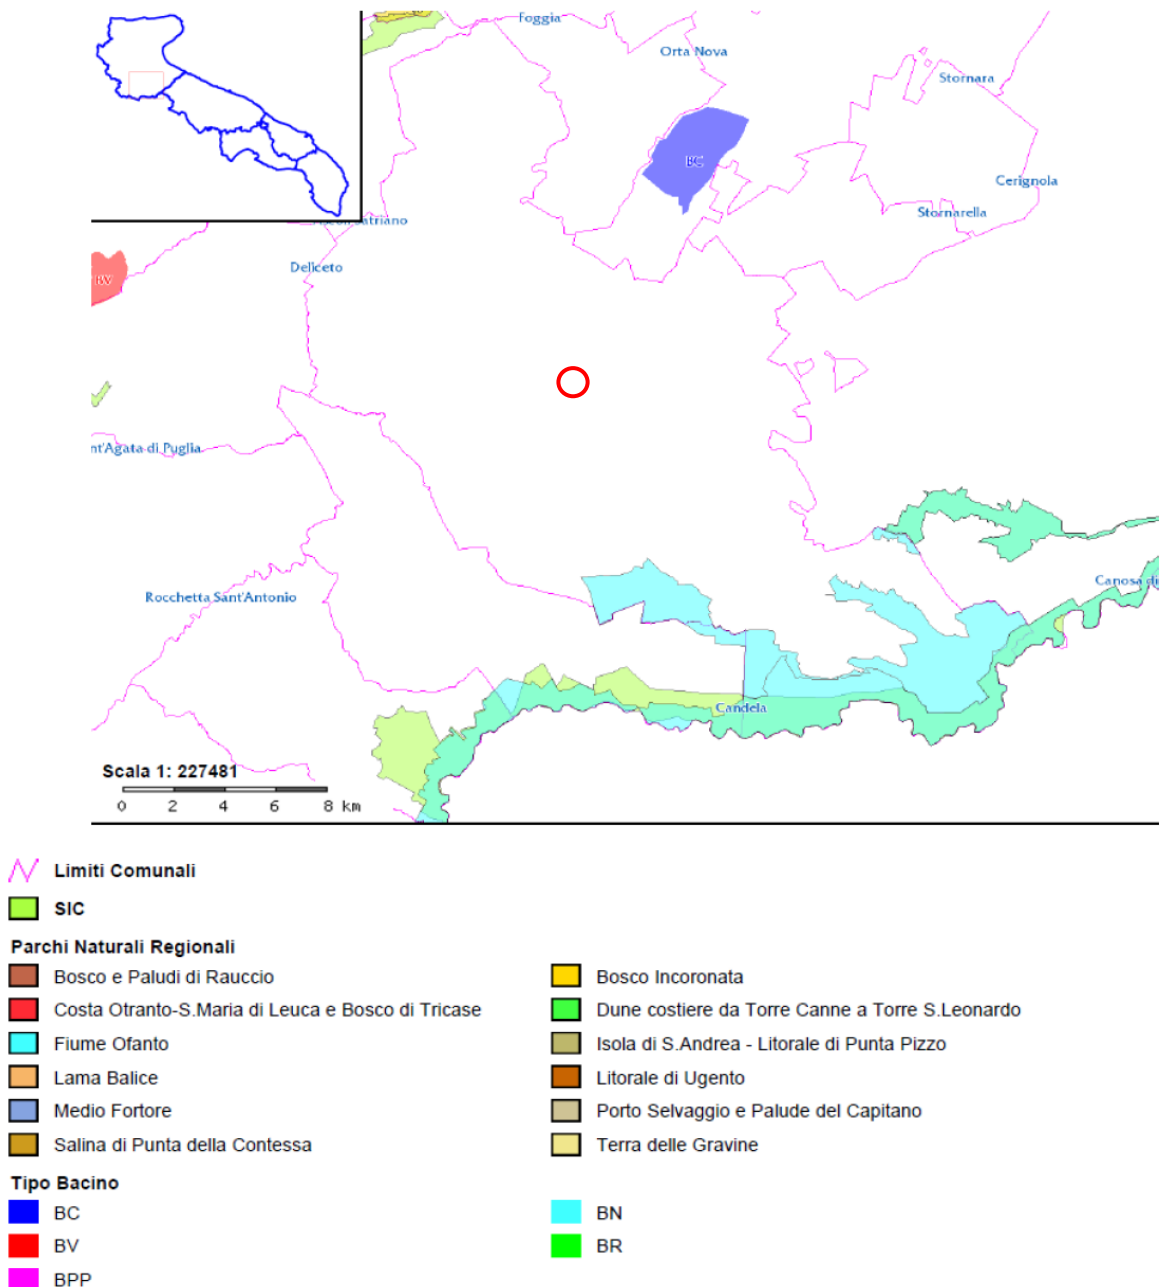 Foggia
Orta Nova
Stornara
BC
Cerignola
Stornarella
Deliceto
BV
Rocchetta Sant'Antonio
Candela
Scala 1: 227481
0 2 4 6 8 km
Limiti Comunali
SIC
Parchi Naturali Regionali
Bosco e Paludi di Rauccio
Bosco Incoronata
Costa Otranto-S.Maria di Leuca e Bosco di Tricase
Dune costiere da Torre Canne a Torre S.Leonardo
Fiume Ofanto
Isola di S.Andrea - Litorale di Punta Pizzo
Lama Balice
Litorale di Ugento
Medio Fortore
Porto Selvaggio e Palude del Capitano
Salina di Punta della Contessa
Terra delle Gravine
Tipo Bacino
BC
BN
BV
BR
BPP
nt'Agata di Puglia
Canosa di